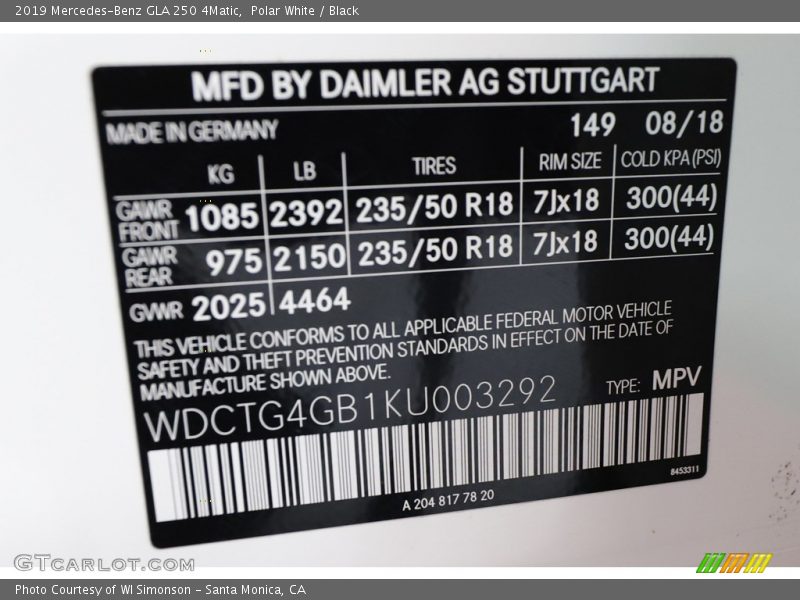 2019 Mercedes-Benz GLA 250 4Matic,  Polar White / Black
MFD BY DAIMLER AG STUTTGART
MADE IN GERMANY 149 08/18
KG LB TIRES RIM SIZE COLD KPA (PSI)
GAWR FRONT 1085 2392 235/50 R18 7Jx18 300(44)
GAWR REAR 975 2150 235/50 R18 7Jx18 300(44)
GVWR 2025 4464
THIS VEHICLE CONFORMS TO ALL APPLICABLE FEDERAL MOTOR VEHICLE
SAFETY AND THEFT PREVENTION STANDARDS IN EFFECT ON THE DATE OF
MANUFACTURE SHOWN ABOVE.
WDCTG4GB1KU003292 TYPE: MPV
8453311
A 204 817 78 20
GTCARLOT.COM
Photo Courtesy of WI Simonson - Santa Monica, CA